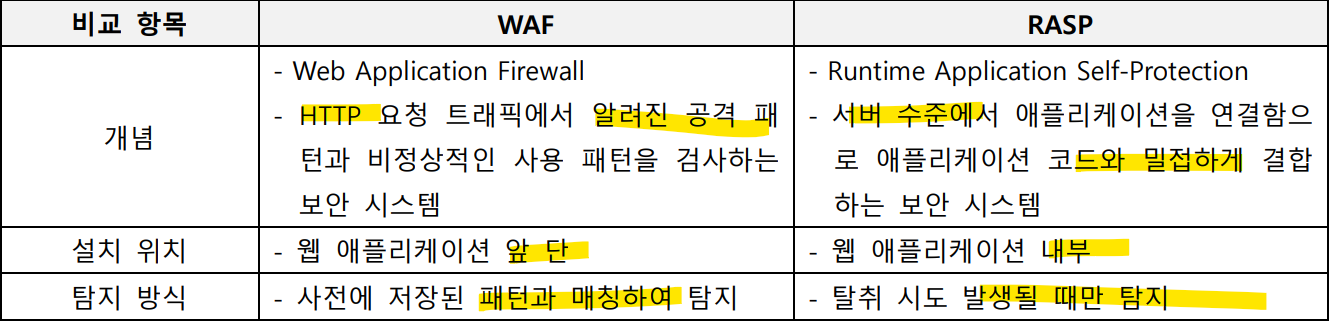 비교 항목 WAF RASP
개념
- Web Application Firewall
- HTTP 요청 트래픽에서 알려진 공격 패
턴과 비정상적인 사용 패턴을 검사하는
보안 시스템
- Runtime Application Self-Protection
- 서버 수준에서 애플리케이션을 연결함으
로 애플리케이션 코드와 밀접하게 결합
하는 보안 시스템
설치 위치 - 웹 애플리케이션 앞 단 - 웹 애플리케이션 내부
탐지 방식 - 사전에 저장된 패턴과 매칭하여 탐지 - 탈취 시도 발생될 때만 탐지